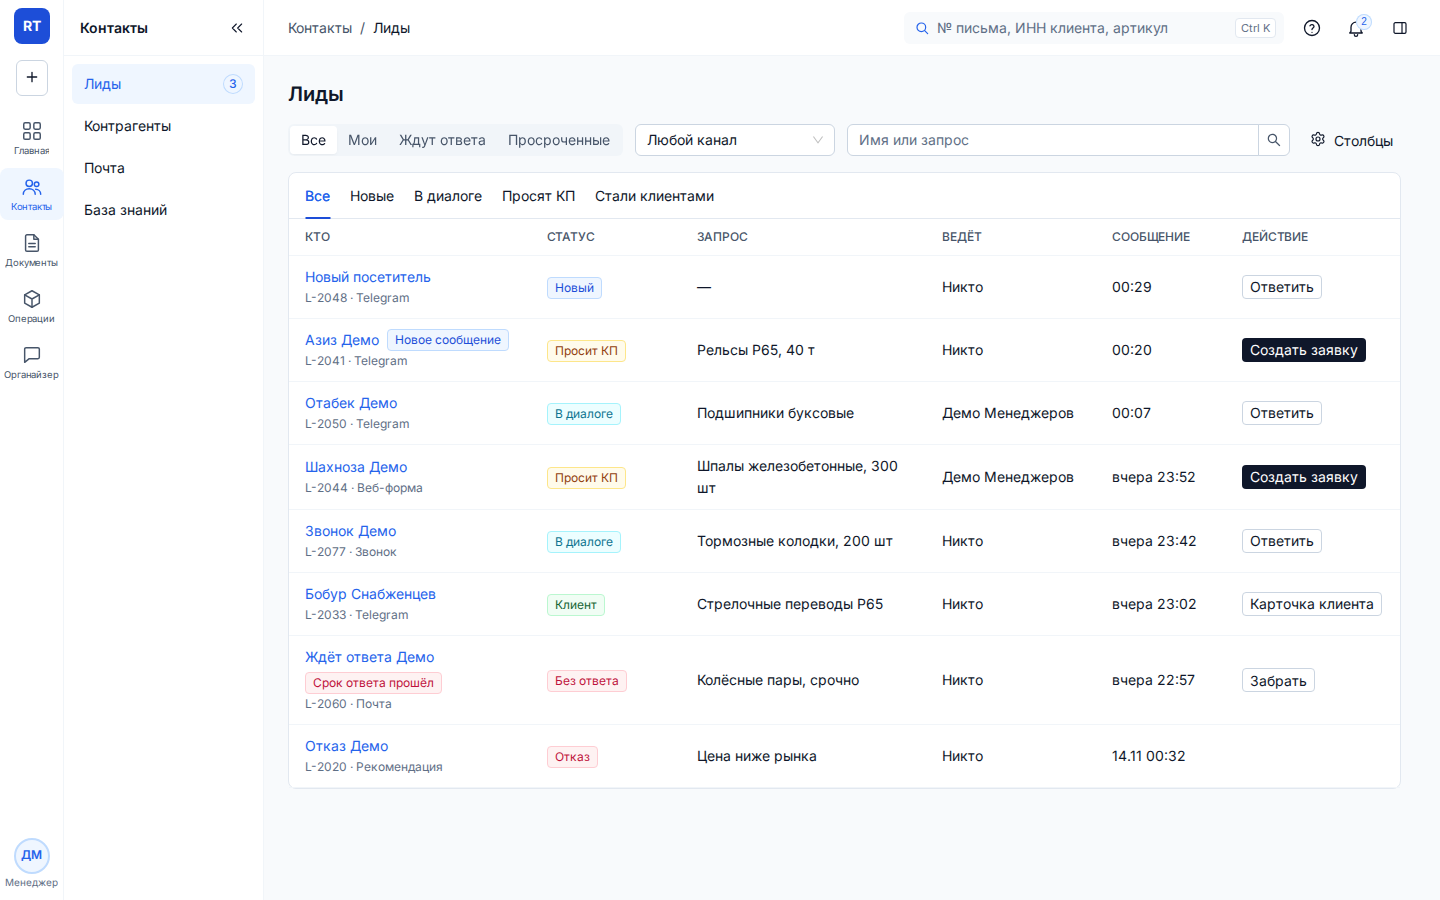 RT
Контакты
Контакты / Лиды
№ письма, ИНН клиента, артикул
Ctrl K
2
Главная
Контакты
Документы
Операции
Органайзер
ДМ
Менеджер
Лиды 3
Контрагенты
Почта
База знаний
Лиды
Все Мои Ждут ответа Просроченные
Любой канал
Имя или запрос
Столбцы
Все Новые В диалоге Просят КП Стали клиентами
КТО СТАТУС ЗАПРОС ВЕДЁТ СООБЩЕНИЕ ДЕЙСТВИЕ
Новый посетитель
L-2048 · Telegram
Новый — Никто 00:29 Ответить
Азиз Демо Новое сообщение
L-2041 · Telegram
Просит КП Рельсы Р65, 40 т Никто 00:20 Создать заявку
Отабек Демо
L-2050 · Telegram
В диалоге Подшипники буксовые Демо Менеджеров 00:07 Ответить
Шахноза Демо
L-2044 · Веб-форма
Просит КП
Шпалы железобетонные, 300
шт
Демо Менеджеров вчера 23:52 Создать заявку
Звонок Демо
L-2077 · Звонок
В диалоге Тормозные колодки, 200 шт Никто вчера 23:42 Ответить
Бобур Снабженцев
L-2033 · Telegram
Клиент Стрелочные переводы Р65 Никто вчера 23:02 Карточка клиента
Ждёт ответа Демо
Срок ответа прошёл
L-2060 · Почта
Без ответа Колёсные пары, срочно Никто вчера 22:57 Забрать
Отказ Демо
L-2020 · Рекомендация
Отказ Цена ниже рынка Никто 14.11 00:32